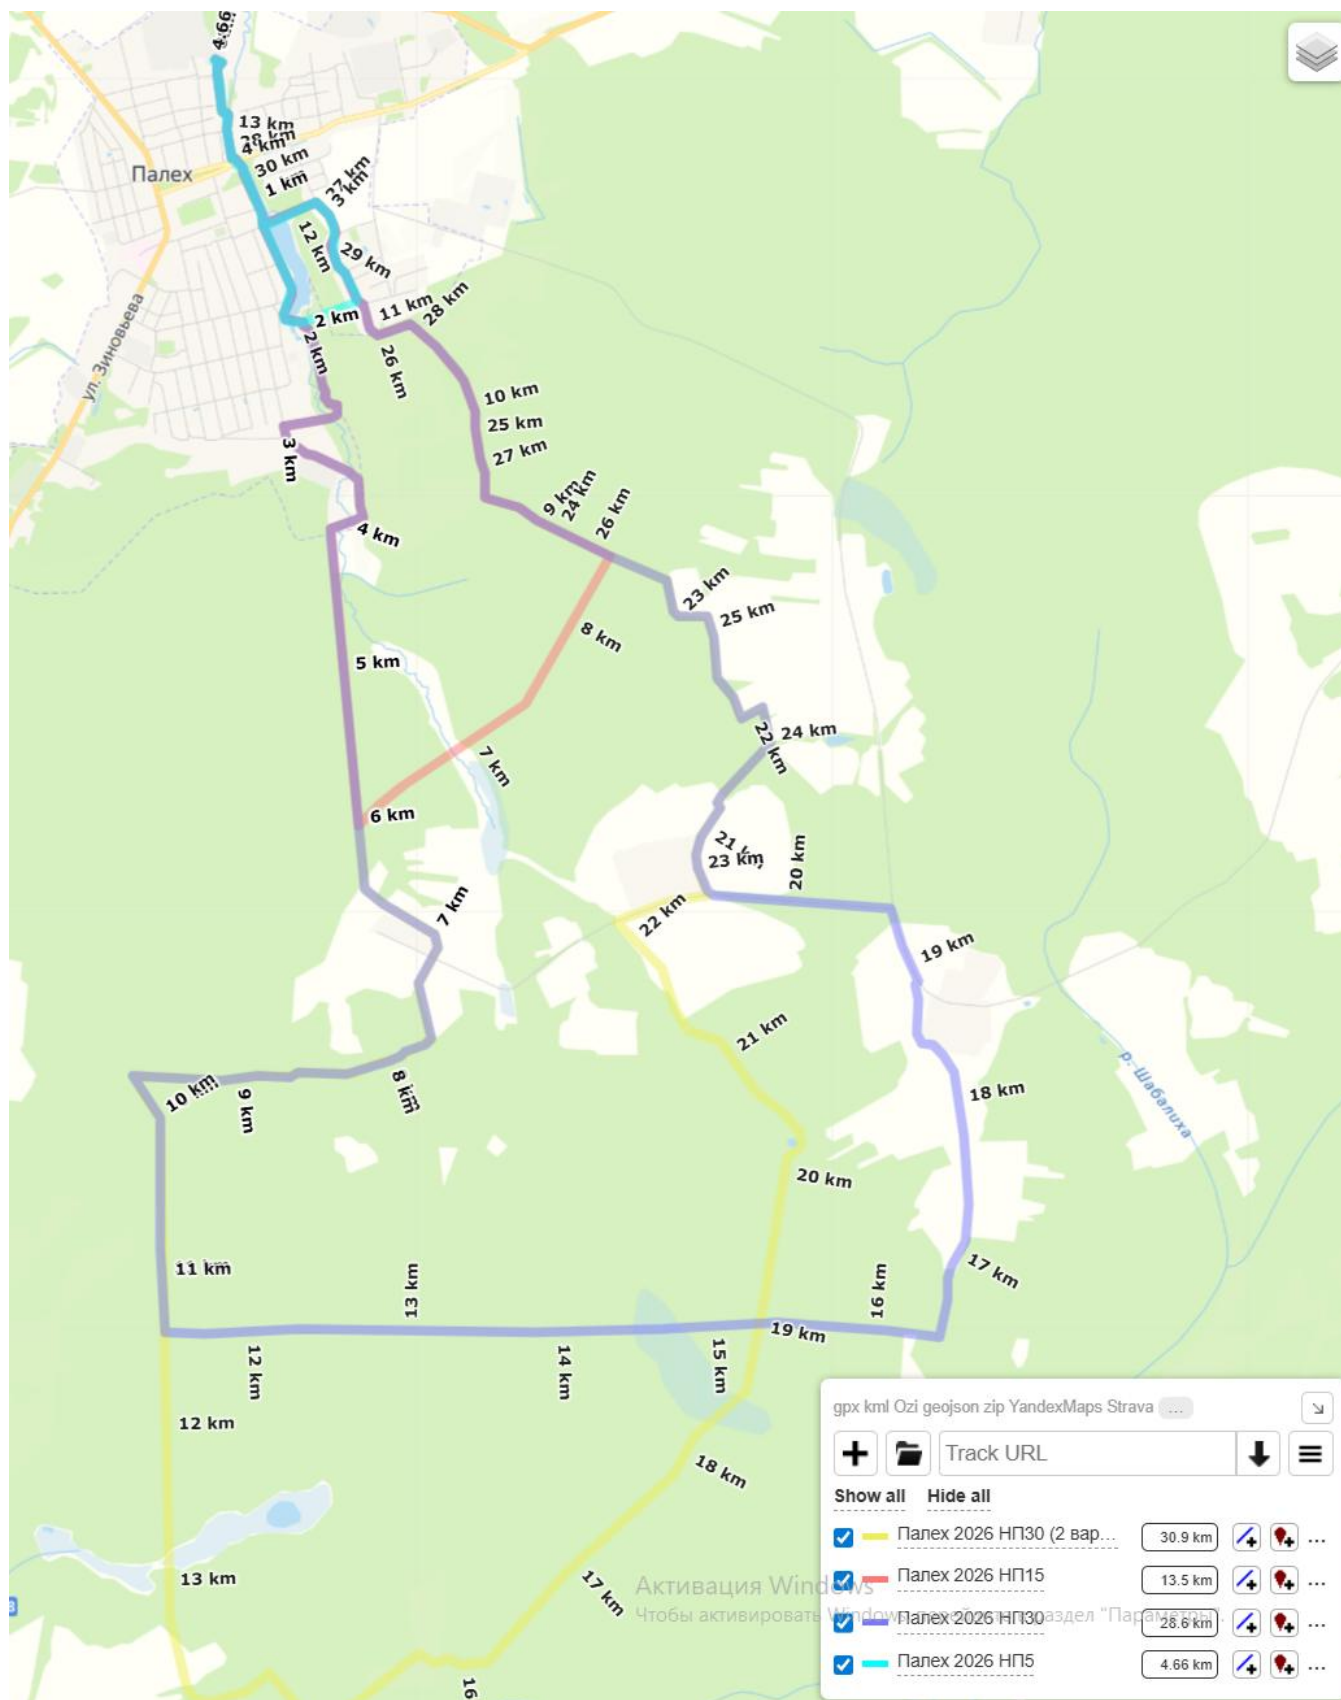 4.66
13 km
28 km
4 km
30 km
Палех
1 km
27 km
3 km
12 km
29 km
11 km
28 km
2 km
2 km
26 km
ул. Зиновьева
10 km
25 km
27 km
3 km
9 km
24 km
26 km
4 km
23 km
25 km
8 km
5 km
22 km
24 km
7 km
6 km
21 km
23 km
20 km
7 km
22 km
19 km
21 km
р. Шабалиха
10 km
9 km
8 km
18 km
20 km
11 km
13 km
16 km
17 km
19 km
12 km
14 km
15 km
12 km
18 km
13 km
17 km
16
gpx kml Ozi geojson zip YandexMaps Strava ...
Track URL
Show all Hide all
Палех 2026 НП30 (2 вар... 30.9 km ...
Палех 2026 НП15 13.5 km ...
Активация Windows
Чтобы активировать Windows, перейдите в раздел "Параметры".
Палех 2026 НП30 28.6 km ...
Палех 2026 НП5 4.66 km ...